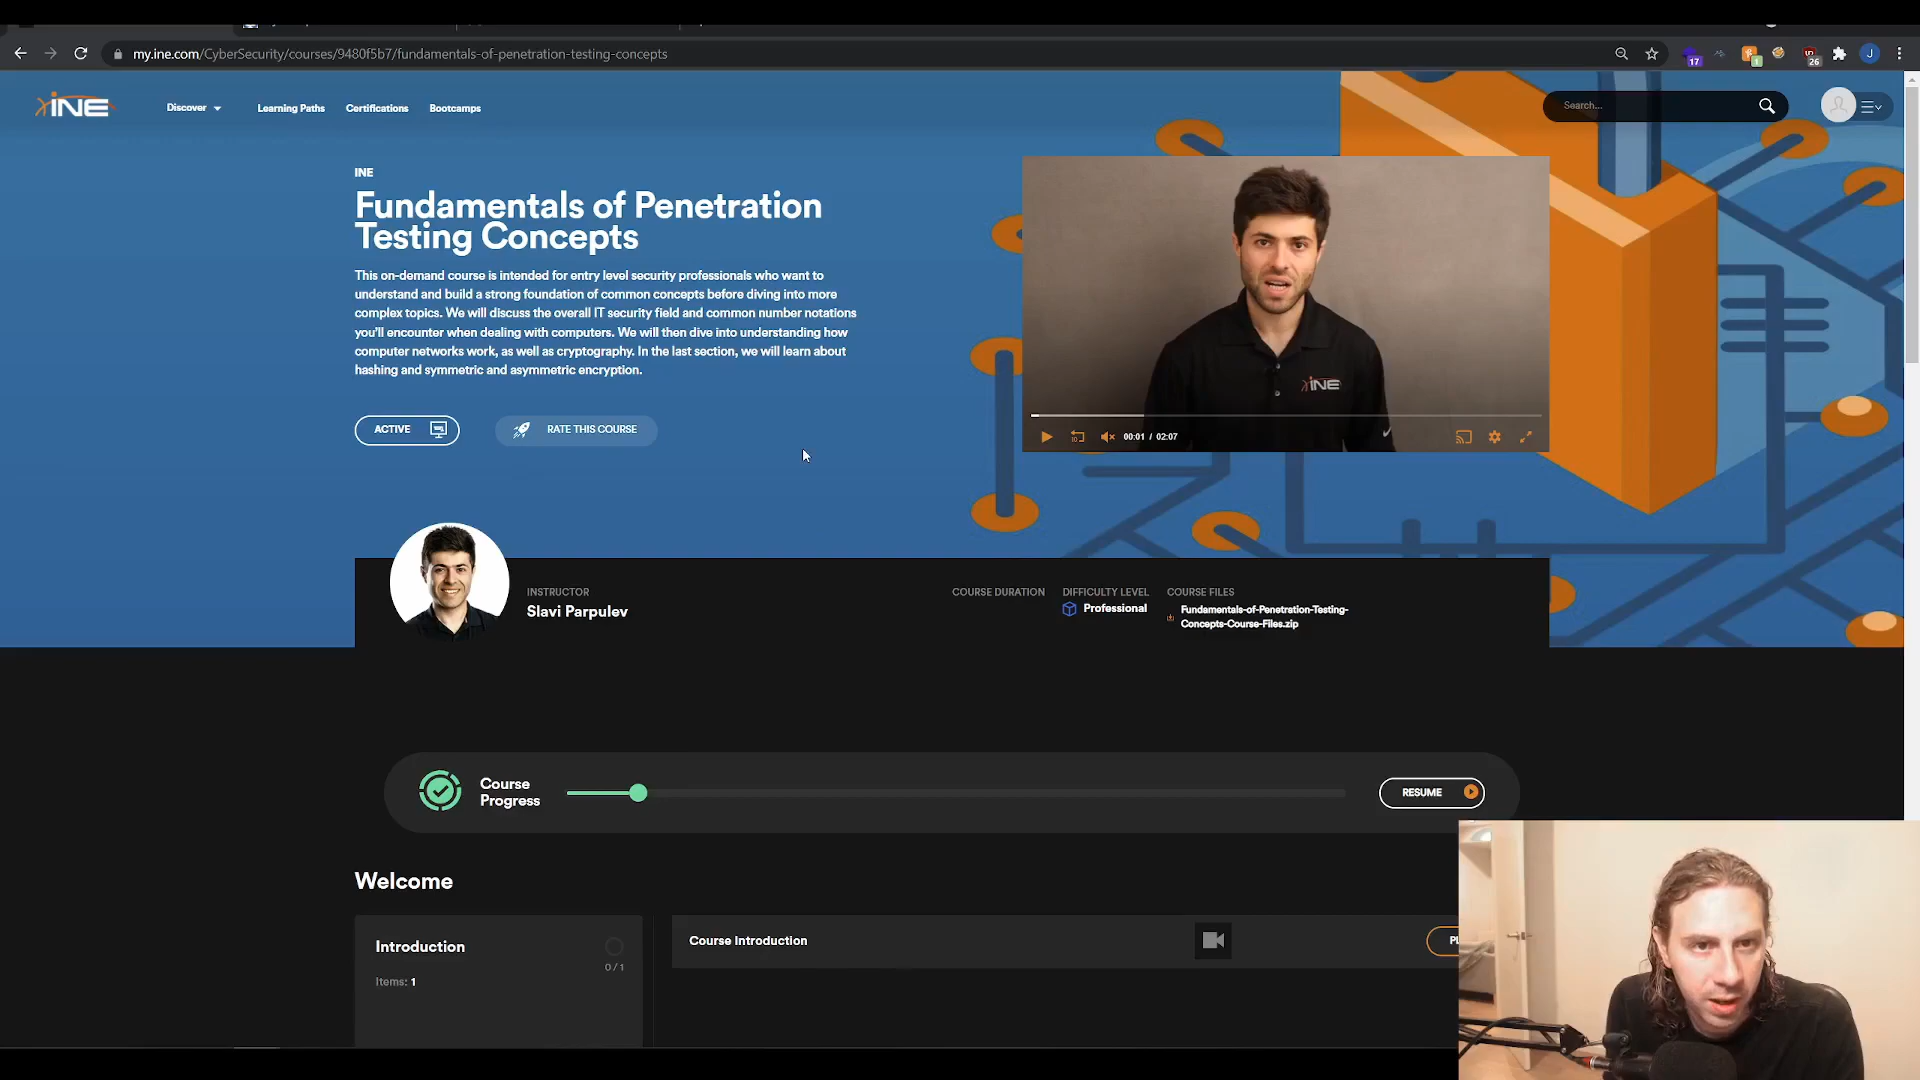 my.ine.com/CyberSecurity/courses/9480f5b7/fundamentals-of-penetration-testing-concepts
17
1
26
J
INE
Discover
Learning Paths
Certifications
Bootcamps
Search...
INE
Fundamentals of Penetration
Testing Concepts
This on-demand course is intended for entry level security professionals who want to
understand and build a strong foundation of common concepts before diving into more
complex topics. We will discuss the overall IT security field and common number notations
you'll encounter when dealing with computers. We will then dive into understanding how
computer networks work, as well as cryptography. In the last section, we will learn about
hashing and symmetric and asymmetric encryption.
ACTIVE
RATE THIS COURSE
INE
10
00:01 / 02:07
INSTRUCTOR
Slavi Parpulev
COURSE DURATION
DIFFICULTY LEVEL
Professional
COURSE FILES
Fundamentals-of-Penetration-Testing-
Concepts-Course-Files.zip
Course
Progress
RESUME
Welcome
Introduction
0/1
Items: 1
Course Introduction